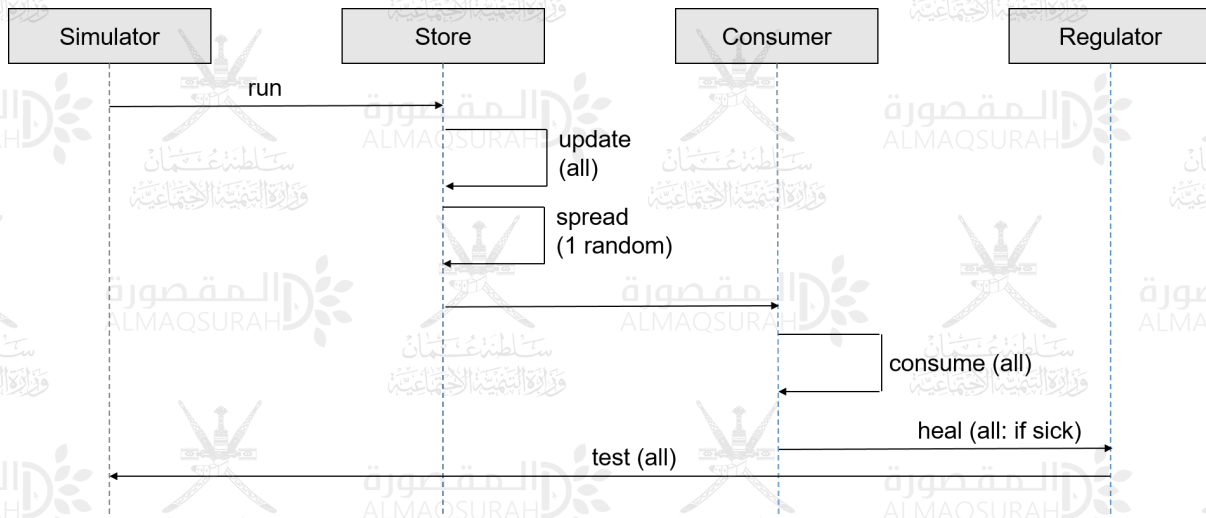 Simulator
Store
Consumer
Regulator
run
update
(all)
spread
(1 random)
consume (all)
heal (all: if sick)
test (all)
المقصورة
ALMAQSURAH
سلطنة عمان
وزارة التنمية الاجتماعية